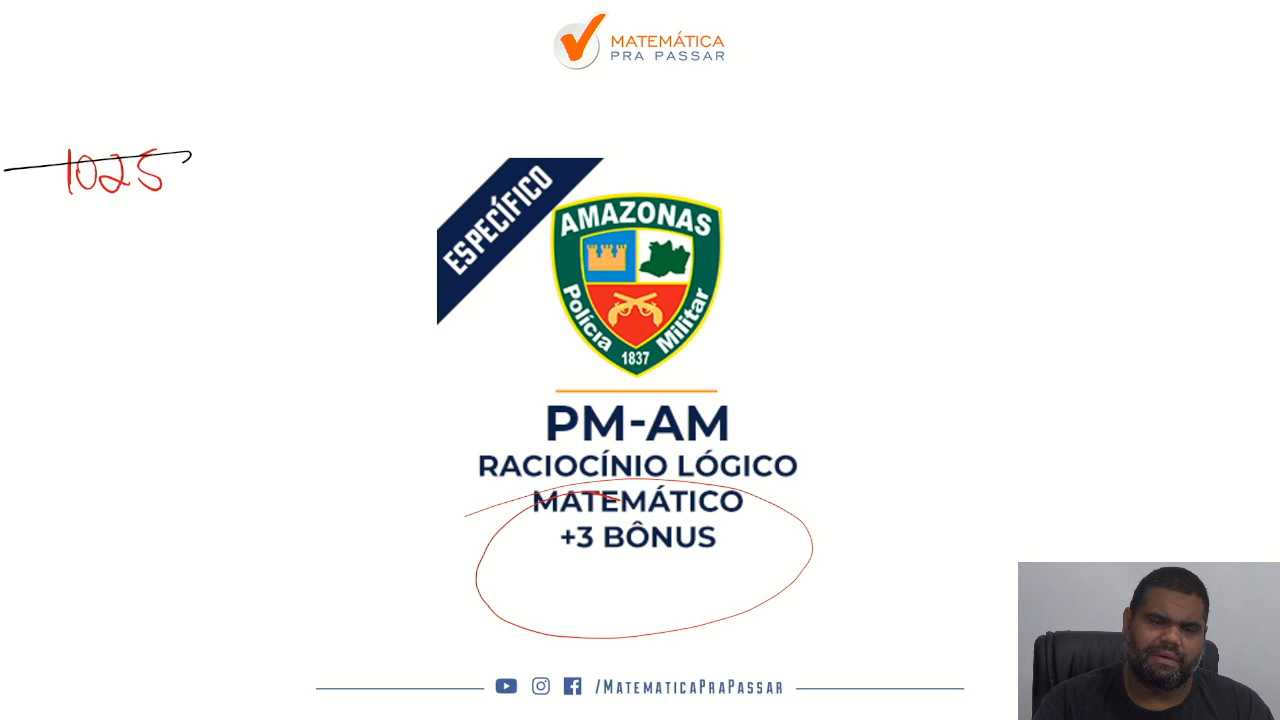 MATEMÁTICA
PRA PASSAR
1025
ESPECÍFICO
AMAZONAS
Polícia Militar
1837
PM-AM
RACIOCÍNIO LÓGICO
MATEMÁTICO
+3 BÔNUS
/MATEMATICAPRAPASSAR